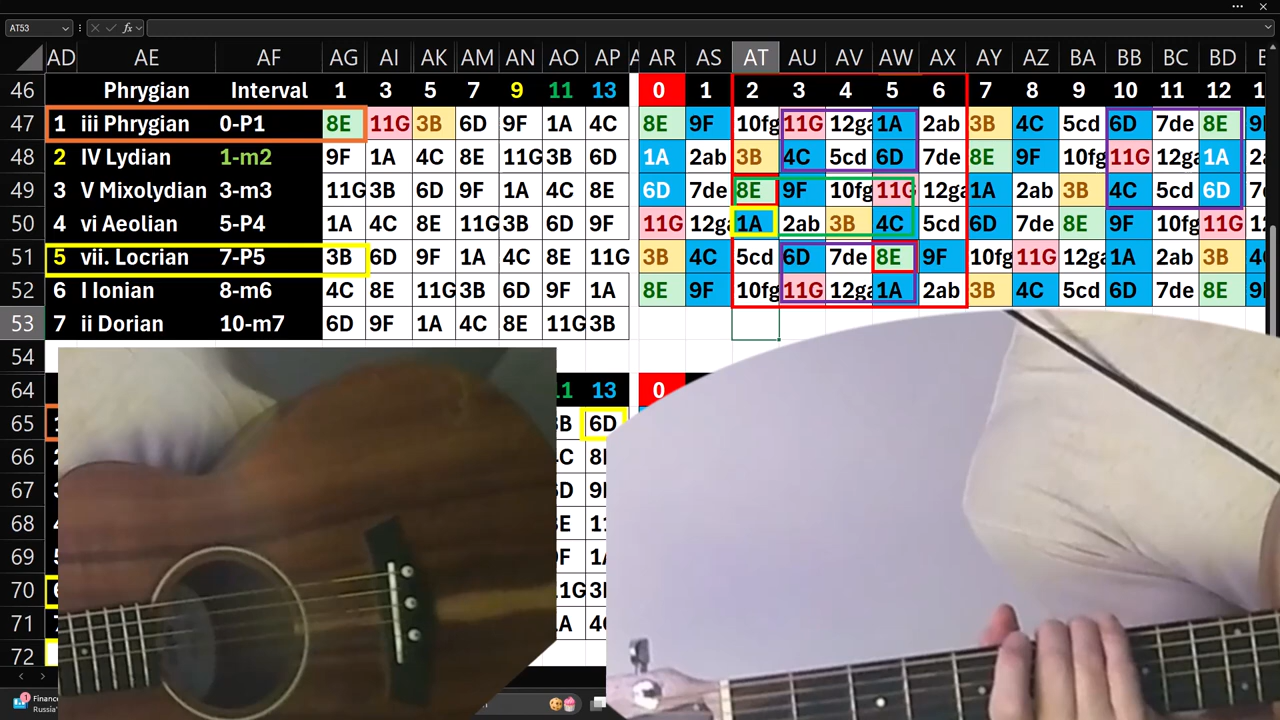 AT53 fx
AD AE AF AG AI AK AM AN AO AP A AR AS AT AU AV AW AX AY AZ BA BB BC BD
46 Phrygian Interval 1 3 5 7 9 11 13 0 1 2 3 4 5 6 7 8 9 10 11 12 1
47 1 iii Phrygian 0-P1 8E 11G 3B 6D 9F 1A 4C 8E 9F 10fg 11G 12ga 1A 2ab 3B 4C 5cd 6D 7de 8E
48 2 IV Lydian 1-m2 9F 1A 4C 8E 11G 3B 6D 1A 2ab 3B 4C 5cd 6D 7de 8E 9F 10fg 11G 12ga 1A
49 3 V Mixolydian 3-m3 11G 3B 6D 9F 1A 4C 8E 6D 7de 8E 9F 10fg 11G 12ga 1A 2ab 3B 4C 5cd 6D
50 4 vi Aeolian 5-P4 1A 4C 8E 11G 3B 6D 9F 11G 12ga 1A 2ab 3B 4C 5cd 6D 7de 8E 9F 10fg 11G
51 5 vii. Locrian 7-P5 3B 6D 9F 1A 4C 8E 11G 3B 4C 5cd 6D 7de 8E 9F 10fg 11G 12ga 1A 2ab 3B
52 6 I Ionian 8-m6 4C 8E 11G 3B 6D 9F 1A 8E 9F 10fg 11G 12ga 1A 2ab 3B 4C 5cd 6D 7de 8E
53 7 ii Dorian 10-m7 6D 9F 1A 4C 8E 11G 3B
54
64 11 13 0
65 6D
66
67
68
69
70
71
72
Finance
Russia's